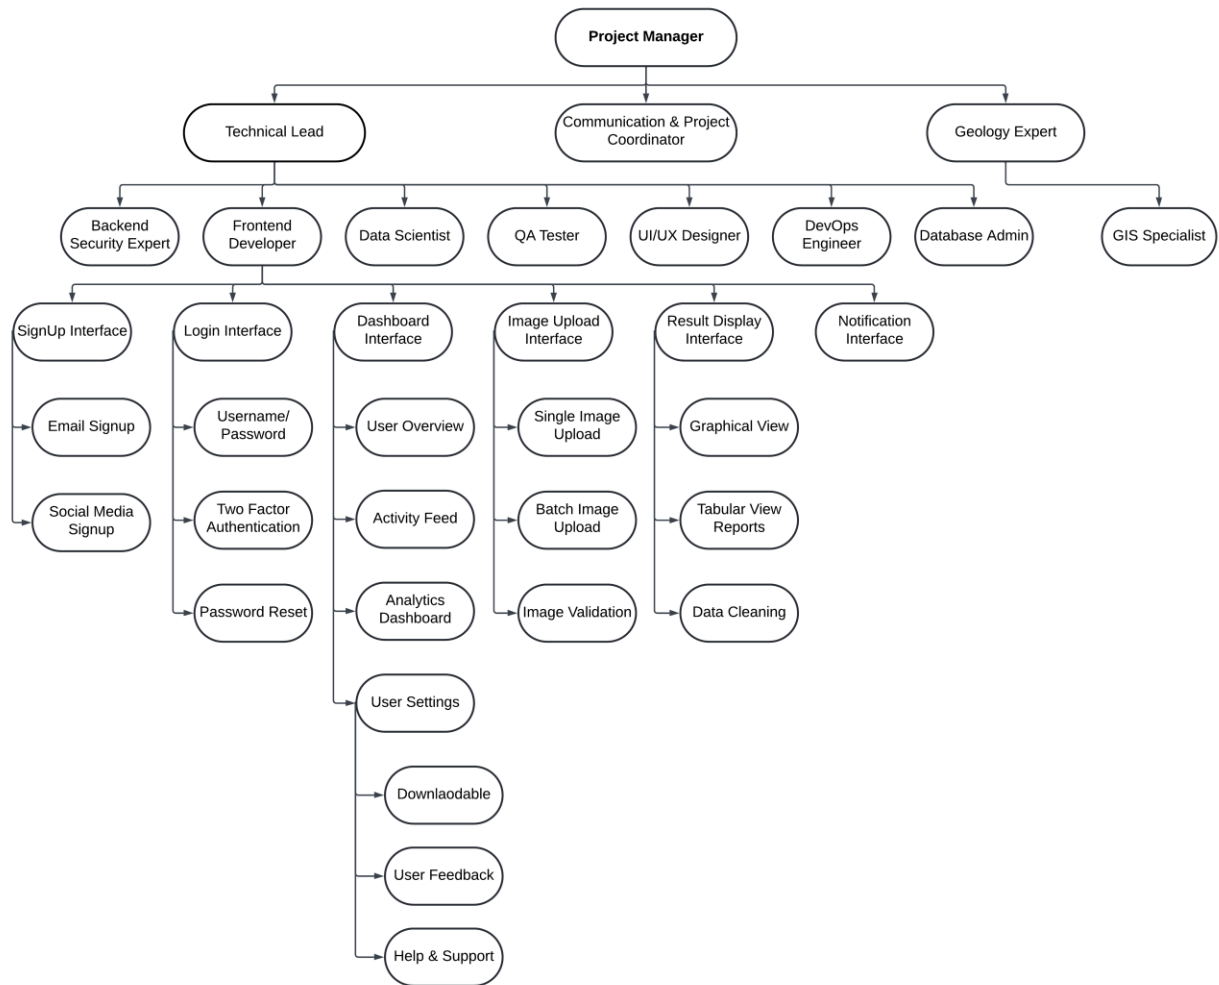 Project Manager
Technical Lead
Communication & Project
Coordinator
Geology Expert
Backend
Security Expert
Frontend
Developer
Data Scientist
QA Tester
UI/UX Designer
DevOps
Engineer
Database Admin
GIS Specialist
SignUp Interface
Login Interface
Dashboard
Interface
Image Upload
Interface
Result Display
Interface
Notification
Interface
Email Signup
Username/
Password
User Overview
Single Image
Upload
Graphical View
Social Media
Signup
Two Factor
Authentication
Activity Feed
Batch Image
Upload
Tabular View
Reports
Password Reset
Analytics
Dashboard
Image Validation
Data Cleaning
User Settings
Downlaodable
User Feedback
Help & Support